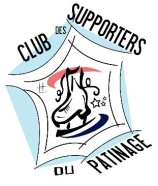 CLUB DES SUPPORTERS
DU PATINAGE